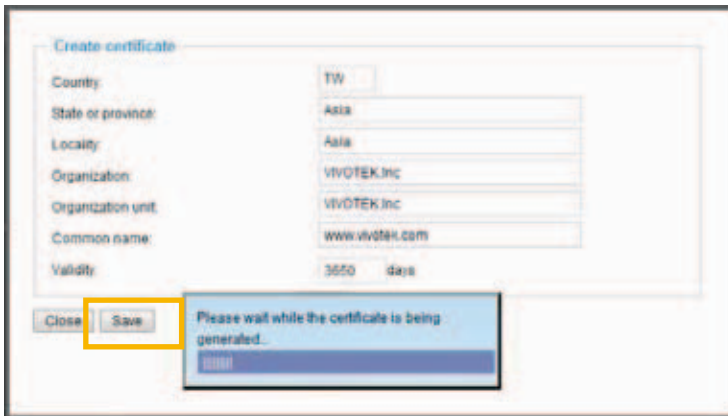 Create certificate
Country: TW
State or province: Asia
Locality: Asia
Organization: VIVOTEK.Inc
Organization unit: VIVOTEK.Inc
Common name: www.vivotek.com
Validity 3650 days
Close Save
Please wait while the certificate is being
generated...